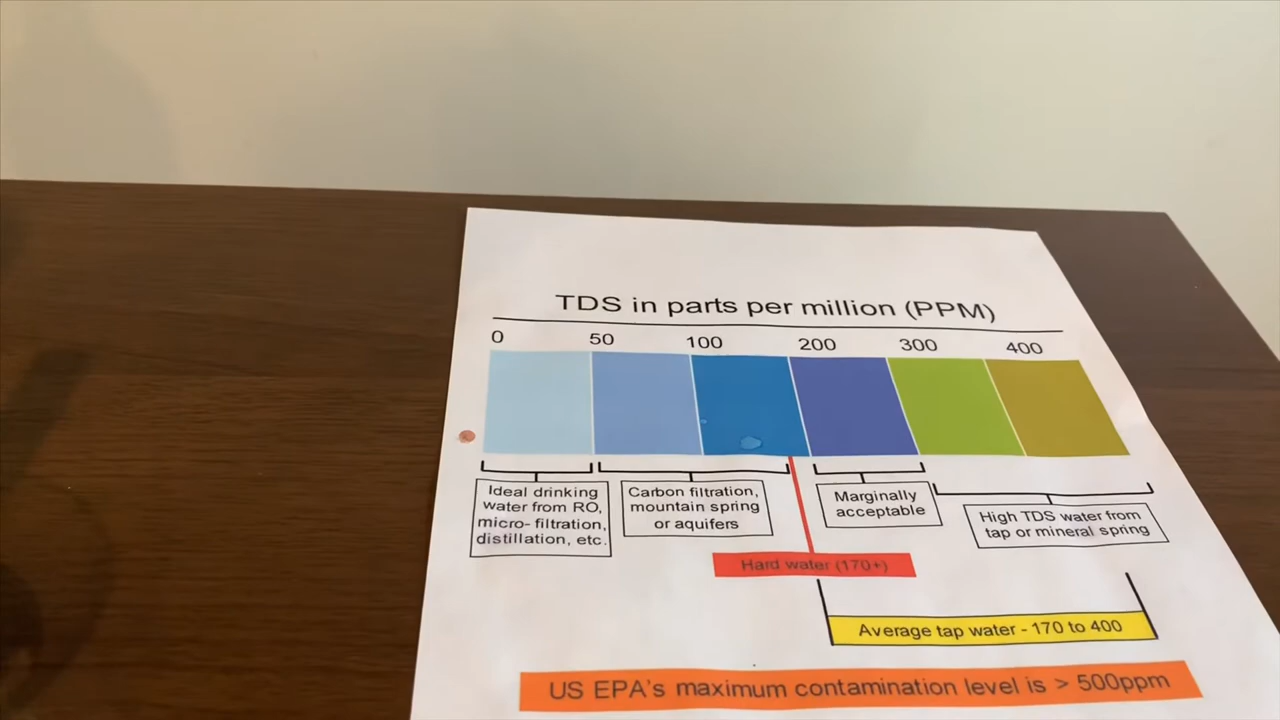 TDS in parts per million (PPM)
0 50 100 200 300 400
Ideal drinking
water from RO,
micro- filtration,
distillation, etc.
Carbon filtration,
mountain spring
or aquifers
Marginally
acceptable
High TDS water from
tap or mineral spring
Hard water (170+)
Average tap water - 170 to 400
US EPA's maximum contamination level is > 500ppm